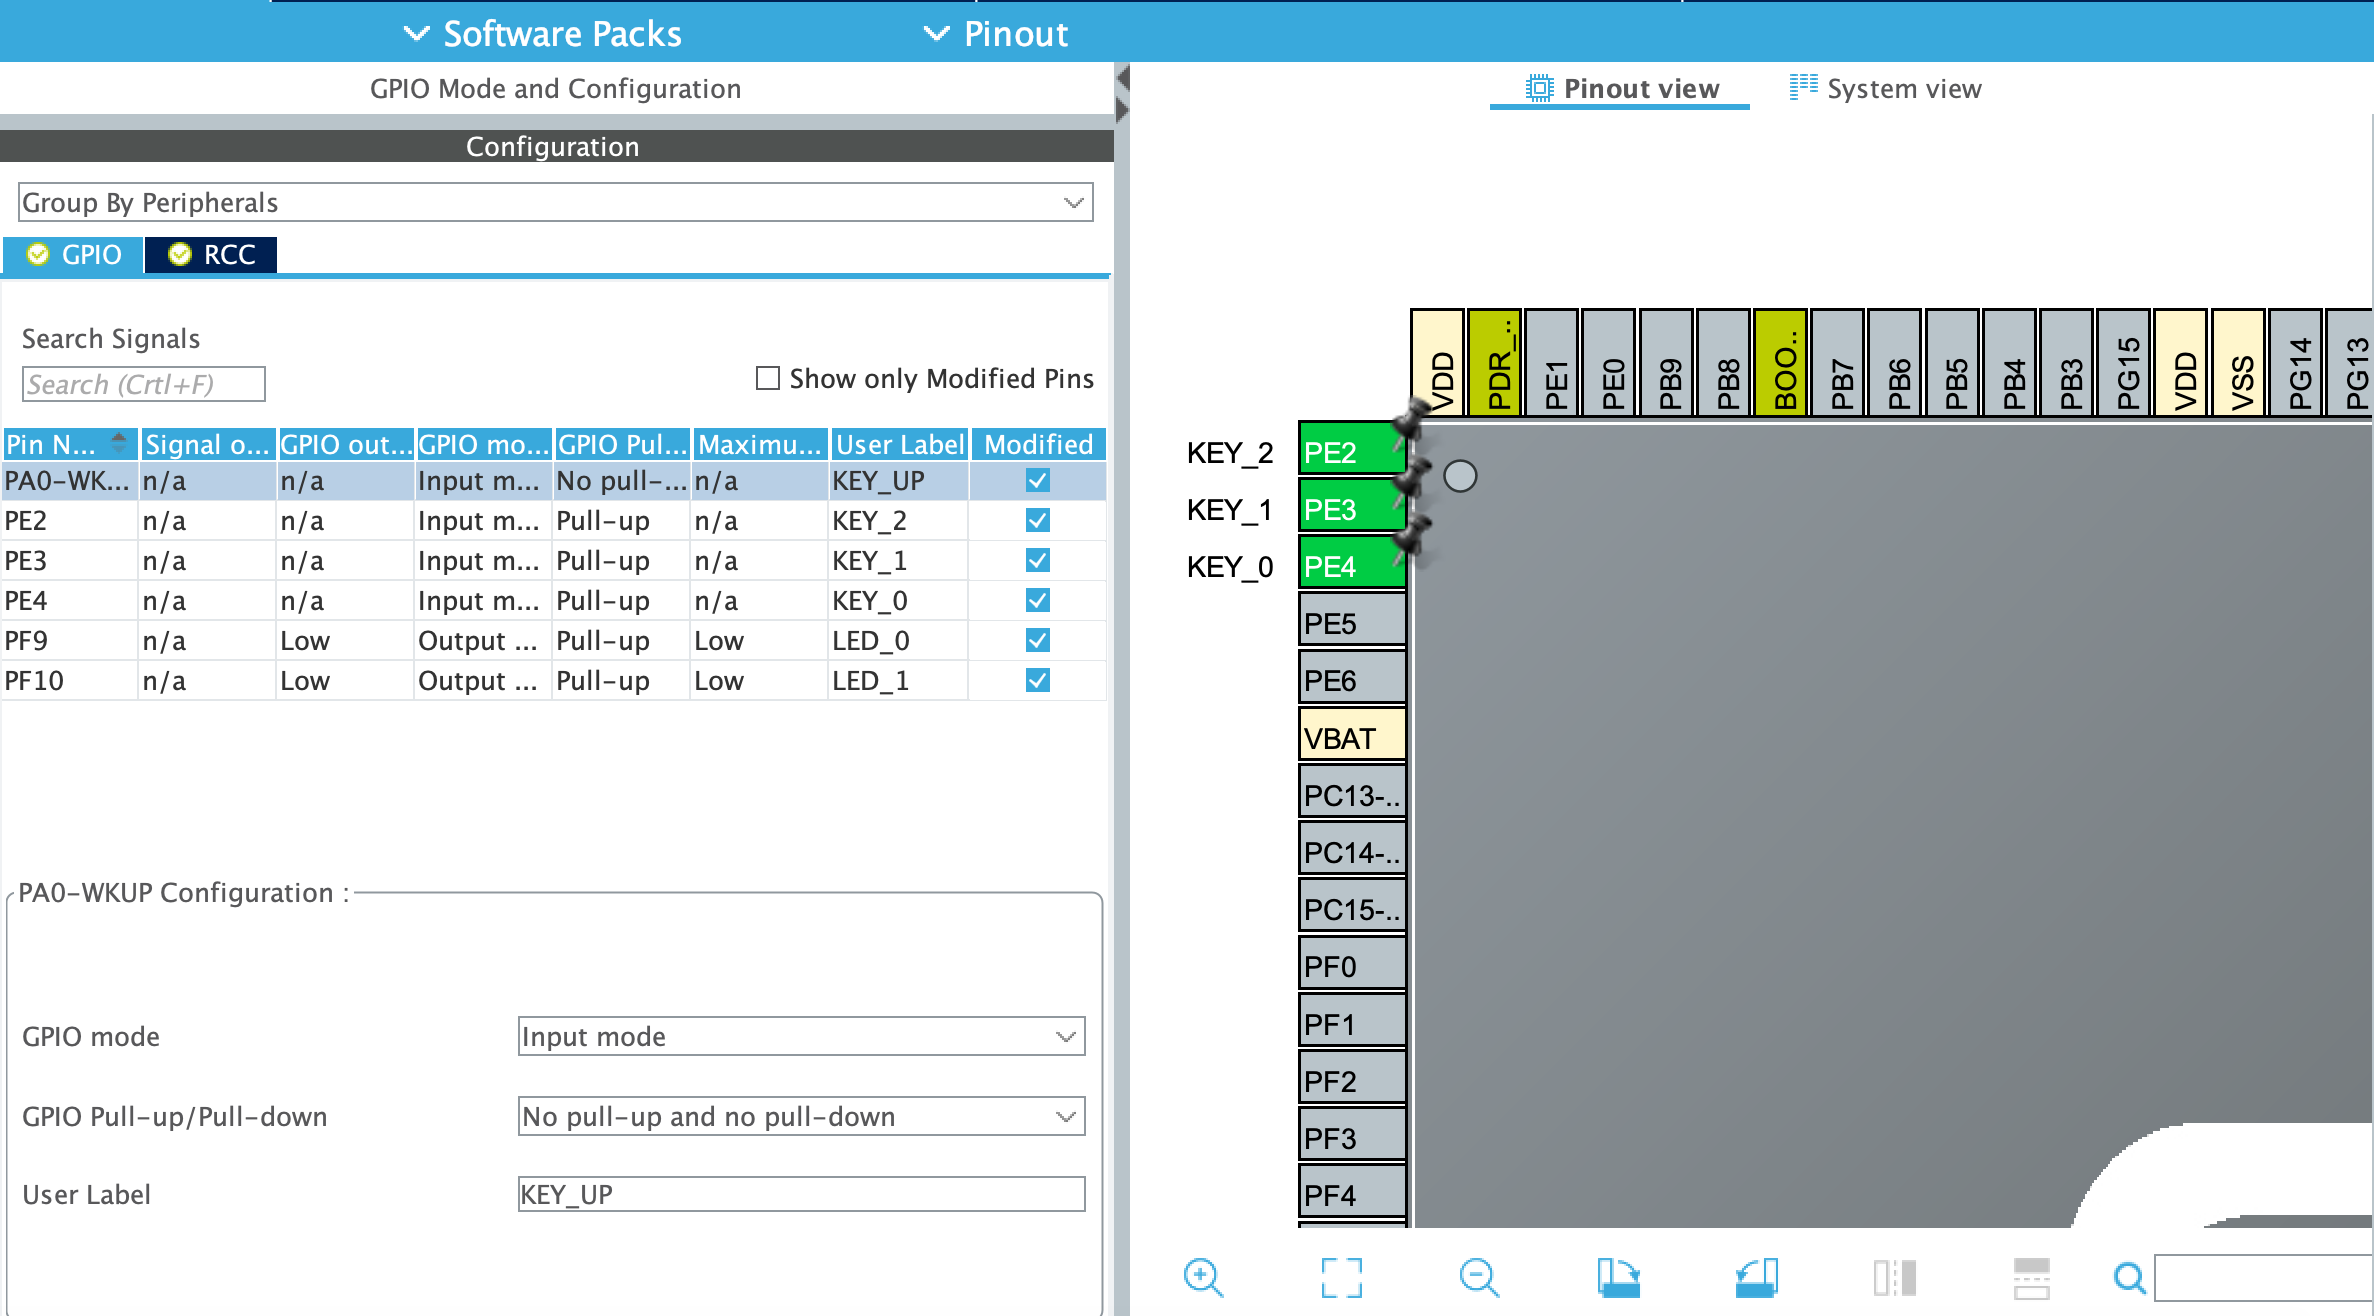 Software Packs
Pinout
GPIO Mode and Configuration
Pinout view
System view
Configuration
Group By Peripherals
GPIO
RCC
Search Signals
Search (Crtl+F)
Show only Modified Pins
Pin N... Signal o... GPIO out... GPIO mo... GPIO Pul... Maximu... User Label Modified
PA0-WK... n/a n/a Input m... No pull-... n/a KEY_UP
PE2 n/a n/a Input m... Pull-up n/a KEY_2
PE3 n/a n/a Input m... Pull-up n/a KEY_1
PE4 n/a n/a Input m... Pull-up n/a KEY_0
PF9 n/a Low Output ... Pull-up Low LED_0
PF10 n/a Low Output ... Pull-up Low LED_1
PA0-WKUP Configuration :
GPIO mode
Input mode
GPIO Pull-up/Pull-down
No pull-up and no pull-down
User Label
KEY_UP
VDD
PDR_..
PE1
PE0
PB9
PB8
BOO..
PB7
PB6
PB5
PB4
PB3
PG15
VDD
VSS
PG14
PG13
KEY_2 PE2
KEY_1 PE3
KEY_0 PE4
PE5
PE6
VBAT
PC13-..
PC14-..
PC15-..
PF0
PF1
PF2
PF3
PF4